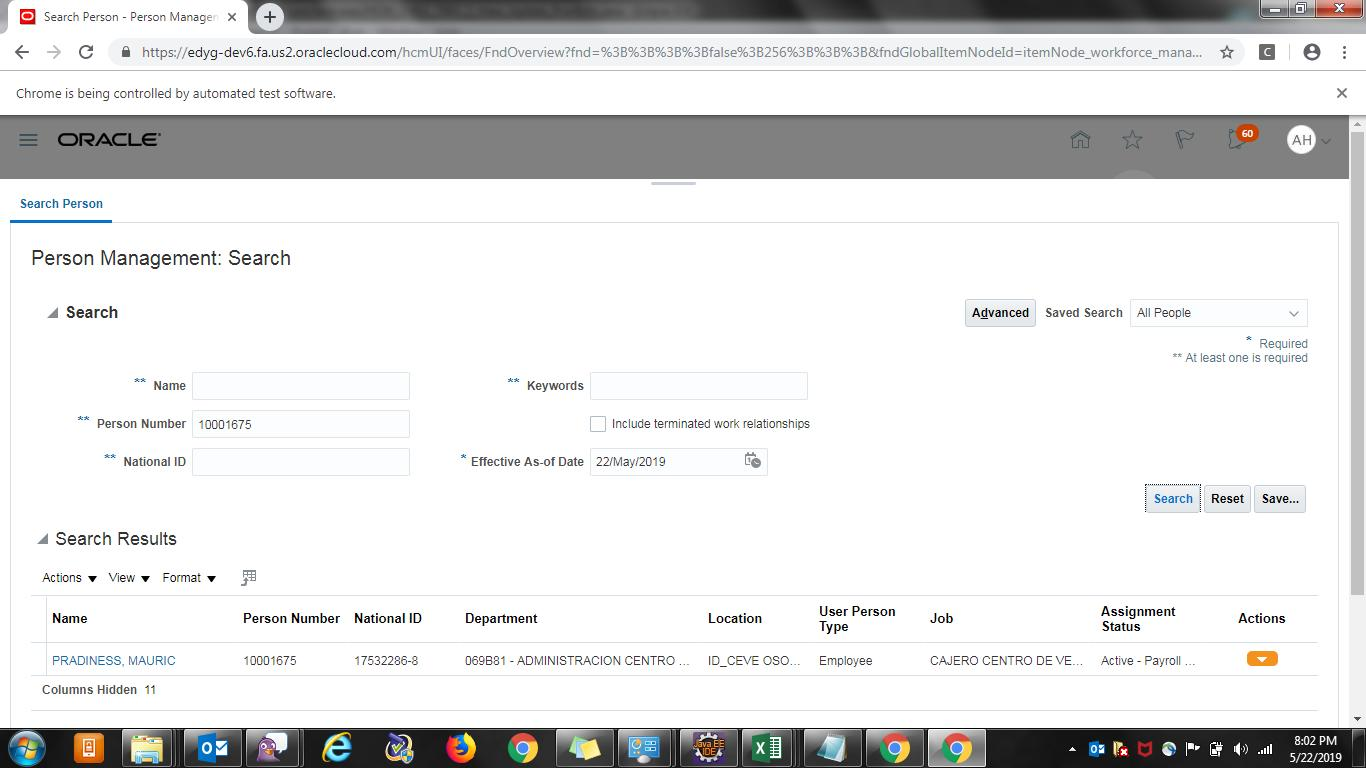 Search Person - Person Managem
https://edyg-dev6.fa.us2.oraclecloud.com/hcmUI/faces/FndOverview?fnd=%3B%3B%3B%3Bfalse%3B256%3B%3B%3B&fndGlobalItemNodeId=itemNode_workforce_mana...
C
Chrome is being controlled by automated test software.
ORACLE
60
AH
Search Person
Person Management: Search
Search
Advanced Saved Search All People
* Required
** At least one is required
** Name ** Keywords
** Person Number 10001675 Include terminated work relationships
** National ID * Effective As-of Date 22/May/2019
Search Reset Save...
Search Results
Actions View Format
Name Person Number National ID Department Location User Person Type Job Assignment Status Actions
PRADINESS, MAURIC 10001675 17532286-8 069B81 - ADMINISTRACION CENTRO ... ID_CEVE OSO... Employee CAJERO CENTRO DE VE... Active - Payroll ...
Columns Hidden 11
Java EE
IDE
8:02 PM
5/22/2019